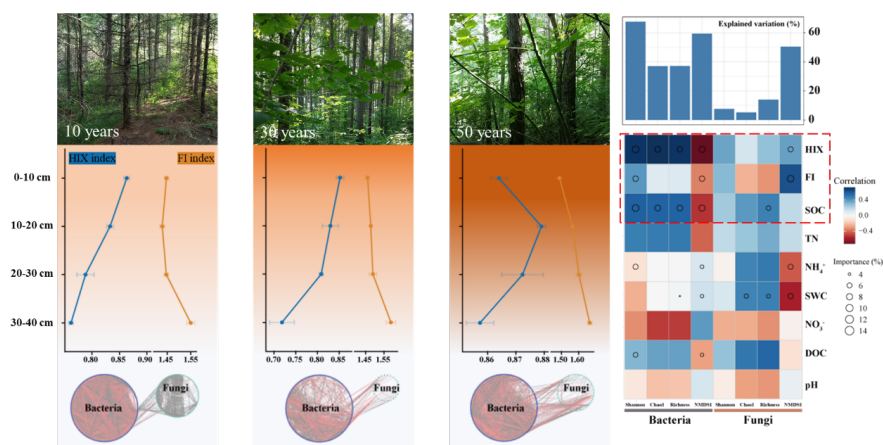 10 years
30 years
50 years
HIX index
FI index
0-10 cm
10-20 cm
20-30 cm
30-40 cm
0.80 0.85 0.90 1.45 1.55
0.70 0.75 0.80 0.85 1.45 1.55
0.86 0.87 0.88 1.50 1.60
Bacteria
Fungi
Bacteria
Fungi
Bacteria
Fungi
Explained variation (%)
60
40
20
0
HIX
FI
SOC
TN
NH₄⁺
SWC
NO₃⁻
DOC
pH
Correlation
0.4
0.0
−0.4
Importance (%)
4
6
8
10
12
14
Shannon Chao1 Richness NMDS1 Shannon Chao1 Richness NMDS1
Bacteria Fungi